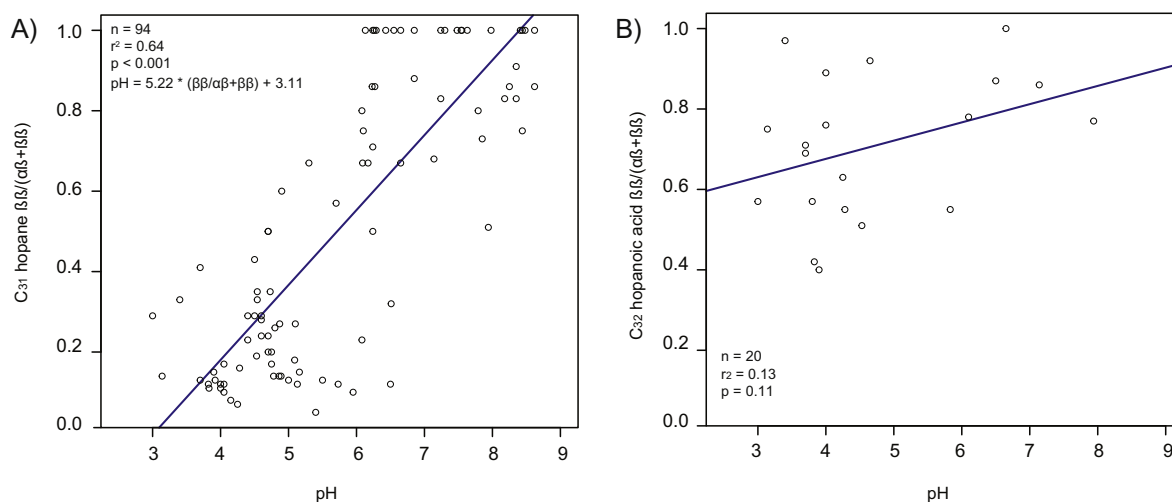 A)
n = 94
r² = 0.64
p < 0.001
pH = 5.22 * (ββ/αβ+ββ) + 3.11
C₃₁ hopane ßß/(αß+ßß)
1.0
0.8
0.6
0.4
0.2
0.0
3 4 5 6 7 8 9
pH
B)
C₃₂ hopanoic acid ßß/(αß+ßß)
1.0
0.8
0.6
0.4
0.2
0.0
n = 20
r₂ = 0.13
p = 0.11
3 4 5 6 7 8 9
pH